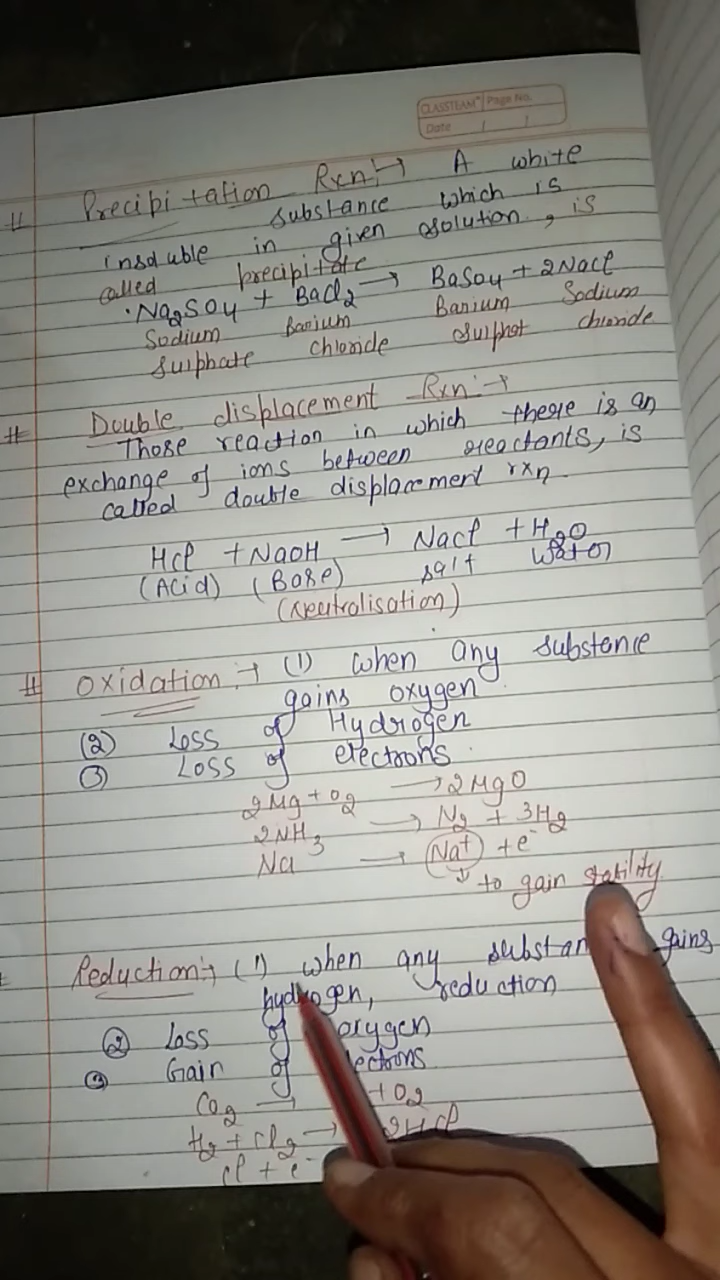 CLASSTEAM Page No.
Date / /
# Precipitation Rxn:→ A white
substance which is
insoluble in given solution, is
called precipitate
Na2SO4 + BaCl2 → BaSO4 + 2NaCl
Sodium Barium Barium Sodium
Sulphate chloride Sulphat chloride
# Double displacement Rxn:→
Those reaction in which there is an
exchange of ions between reactants, is
called double displacement rxn
HCl + NaOH → NaCl + H2O
(Acid) (Base) salt water
(Neutralisation)
# Oxidation:→ (1) when any substance
gains oxygen
(2) Loss of Hydrogen
(3) Loss of electrons
2Mg + O2 → 2MgO
2NH3 → N2 + 3H2
Na → Na+ + e-
↓ to gain stability
Reduction:→ (1) when any substan gains
hydrogen, reduction
(2) Loss of oxygen
(3) Gain of lectrons
CO2 → + O2
H2 + Cl2 → 2HCl
Cl + e-